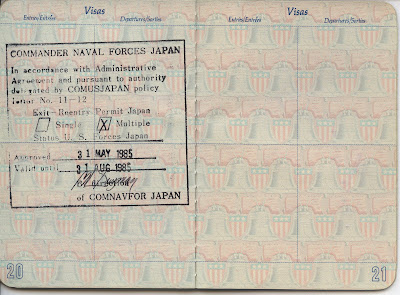 Visas
Entries/Entrées Departures/Sorties
COMMANDER NAVAL FORCES JAPAN
In accordance with Administrative
Agreement and pursuant to authority
delegated by COMUSJAPAN policy
letter No. 11-12
Exit-Reentry Permit Japan
Single X Multiple
Status U. S. Forces Japan
Approved 31 MAY 1985
Valid until 31 AUG 1985
of COMNAVFOR JAPAN
20
Visas
Entries/Entrées Departures/Sorties
21